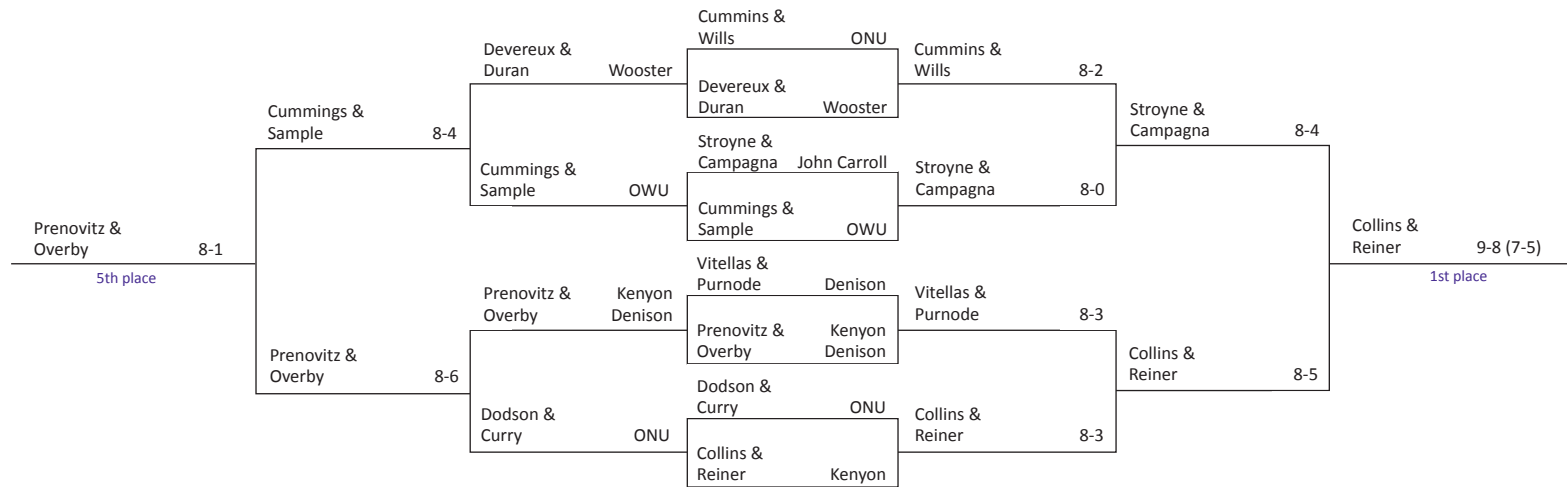 Cummins &
Wills ONU
Devereux &
Duran Wooster
Cummins &
Wills 8-2
Devereux &
Duran Wooster
Cummings &
Sample 8-4
Stroyne &
Campagna 8-4
Stroyne &
Campagna John Carroll
Cummings &
Sample OWU
Stroyne &
Campagna 8-0
Cummings &
Sample OWU
Prenovitz &
Overby 8-1
5th place
Collins &
Reiner 9-8 (7-5)
1st place
Vitellas &
Purnode Denison
Prenovitz & Kenyon
Overby Denison
Vitellas &
Purnode 8-3
Prenovitz & Kenyon
Overby Denison
Prenovitz &
Overby 8-6
Collins &
Reiner 8-5
Dodson &
Curry ONU
Dodson &
Curry ONU
Collins &
Reiner 8-3
Collins &
Reiner Kenyon